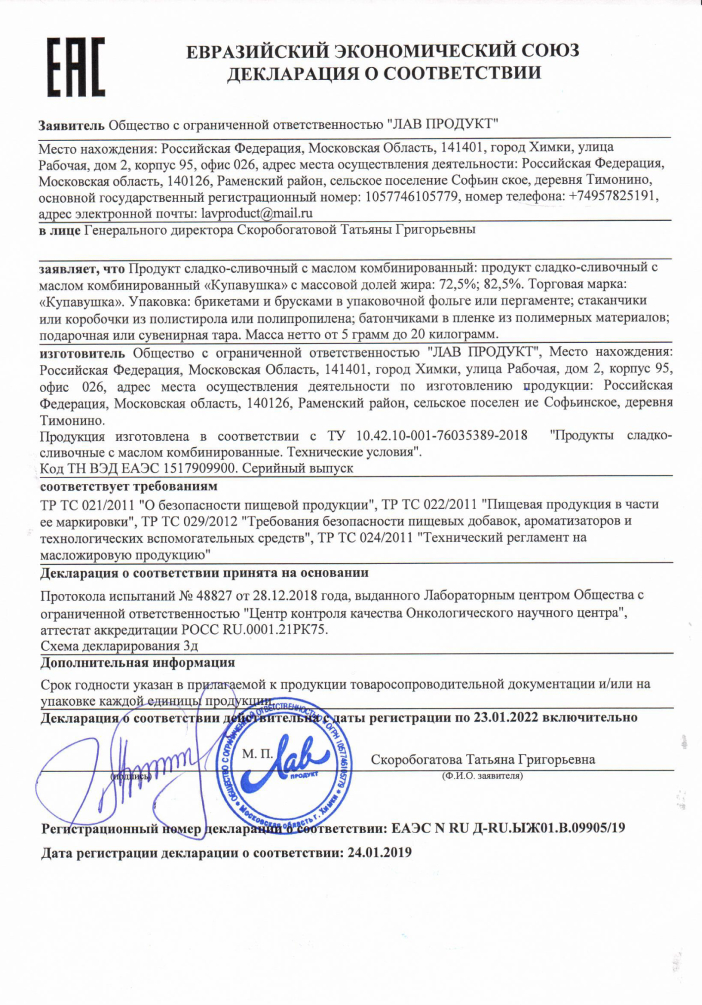 EAC
ЕВРАЗИЙСКИЙ ЭКОНОМИЧЕСКИЙ СОЮЗ
ДЕКЛАРАЦИЯ О СООТВЕТСТВИИ
Заявитель Общество с ограниченной ответственностью "ЛАВ ПРОДУКТ"
Место нахождения: Российская Федерация, Московская Область, 141401, город Химки, улица
Рабочая, дом 2, корпус 95, офис 026, адрес места осуществления деятельности: Российская Федерация,
Московская область, 140126, Раменский район, сельское поселение Софьин ское, деревня Тимонино,
основной государственный регистрационный номер: 1057746105779, номер телефона: +74957825191,
адрес электронной почты: lavproduct@mail.ru
в лице Генерального директора Скоробогатовой Татьяны Григорьевны
заявляет, что Продукт сладко-сливочный с маслом комбинированный: продукт сладко-сливочный с
маслом комбинированный «Купавушка» с массовой долей жира: 72,5%; 82,5%. Торговая марка:
«Купавушка». Упаковка: брикетами и брусками в упаковочной фольге или пергаменте; стаканчики
или коробочки из полистирола или полипропилена; батончиками в пленке из полимерных материалов;
подарочная или сувенирная тара. Масса нетто от 5 грамм до 20 килограмм.
изготовитель Общество с ограниченной ответственностью "ЛАВ ПРОДУКТ", Место нахождения:
Российская Федерация, Московская Область, 141401, город Химки, улица Рабочая, дом 2, корпус 95,
офис 026, адрес места осуществления деятельности по изготовлению продукции: Российская
Федерация, Московская область, 140126, Раменский район, сельское поселен ие Софьинское, деревня
Тимонино.
Продукция изготовлена в соответствии с ТУ 10.42.10-001-76035389-2018 "Продукты сладко-
сливочные с маслом комбинированные. Технические условия".
Код ТН ВЭД ЕАЭС 1517909900. Серийный выпуск
соответствует требованиям
ТР ТС 021/2011 "О безопасности пищевой продукции", ТР ТС 022/2011 "Пищевая продукция в части
ее маркировки", ТР ТС 029/2012 "Требования безопасности пищевых добавок, ароматизаторов и
технологических вспомогательных средств", ТР ТС 024/2011 "Технический регламент на
масложировую продукцию"
Декларация о соответствии принята на основании
Протокола испытаний № 48827 от 28.12.2018 года, выданного Лабораторным центром Общества с
ограниченной ответственностью "Центр контроля качества Онкологического научного центра",
аттестат аккредитации РОСС RU.0001.21РК75.
Схема декларирования 3д
Дополнительная информация
Срок годности указан в прилагаемой к продукции товаросопроводительной документации и/или на
упаковке каждой единицы продукции
Декларация о соответствии действительна с даты регистрации по 23.01.2022 включительно
ОБЩЕСТВО С ОГРАНИЧЕННОЙ ОТВЕТСТВЕННОСТЬЮ ОГРН 1057746105779
Московская область г. Химки
М. П.
Лав
ПРОДУКТ
Скоробогатова Татьяна Григорьевна
(подпись)
(Ф.И.О. заявителя)
Регистрационный номер декларации о соответствии: ЕАЭС N RU Д-RU.ЫЖ01.В.09905/19
Дата регистрации декларации о соответствии: 24.01.2019